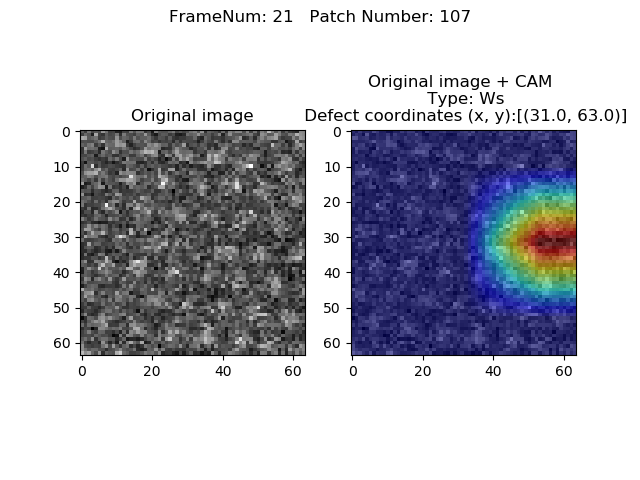 FrameNum: 21   Patch Number: 107
Original image
0
10
20
30
40
50
60
0 20 40 60
Original image + CAM
Type: Ws
Defect coordinates (x, y):[(31.0, 63.0)]
0
10
20
30
40
50
60
0 20 40 60